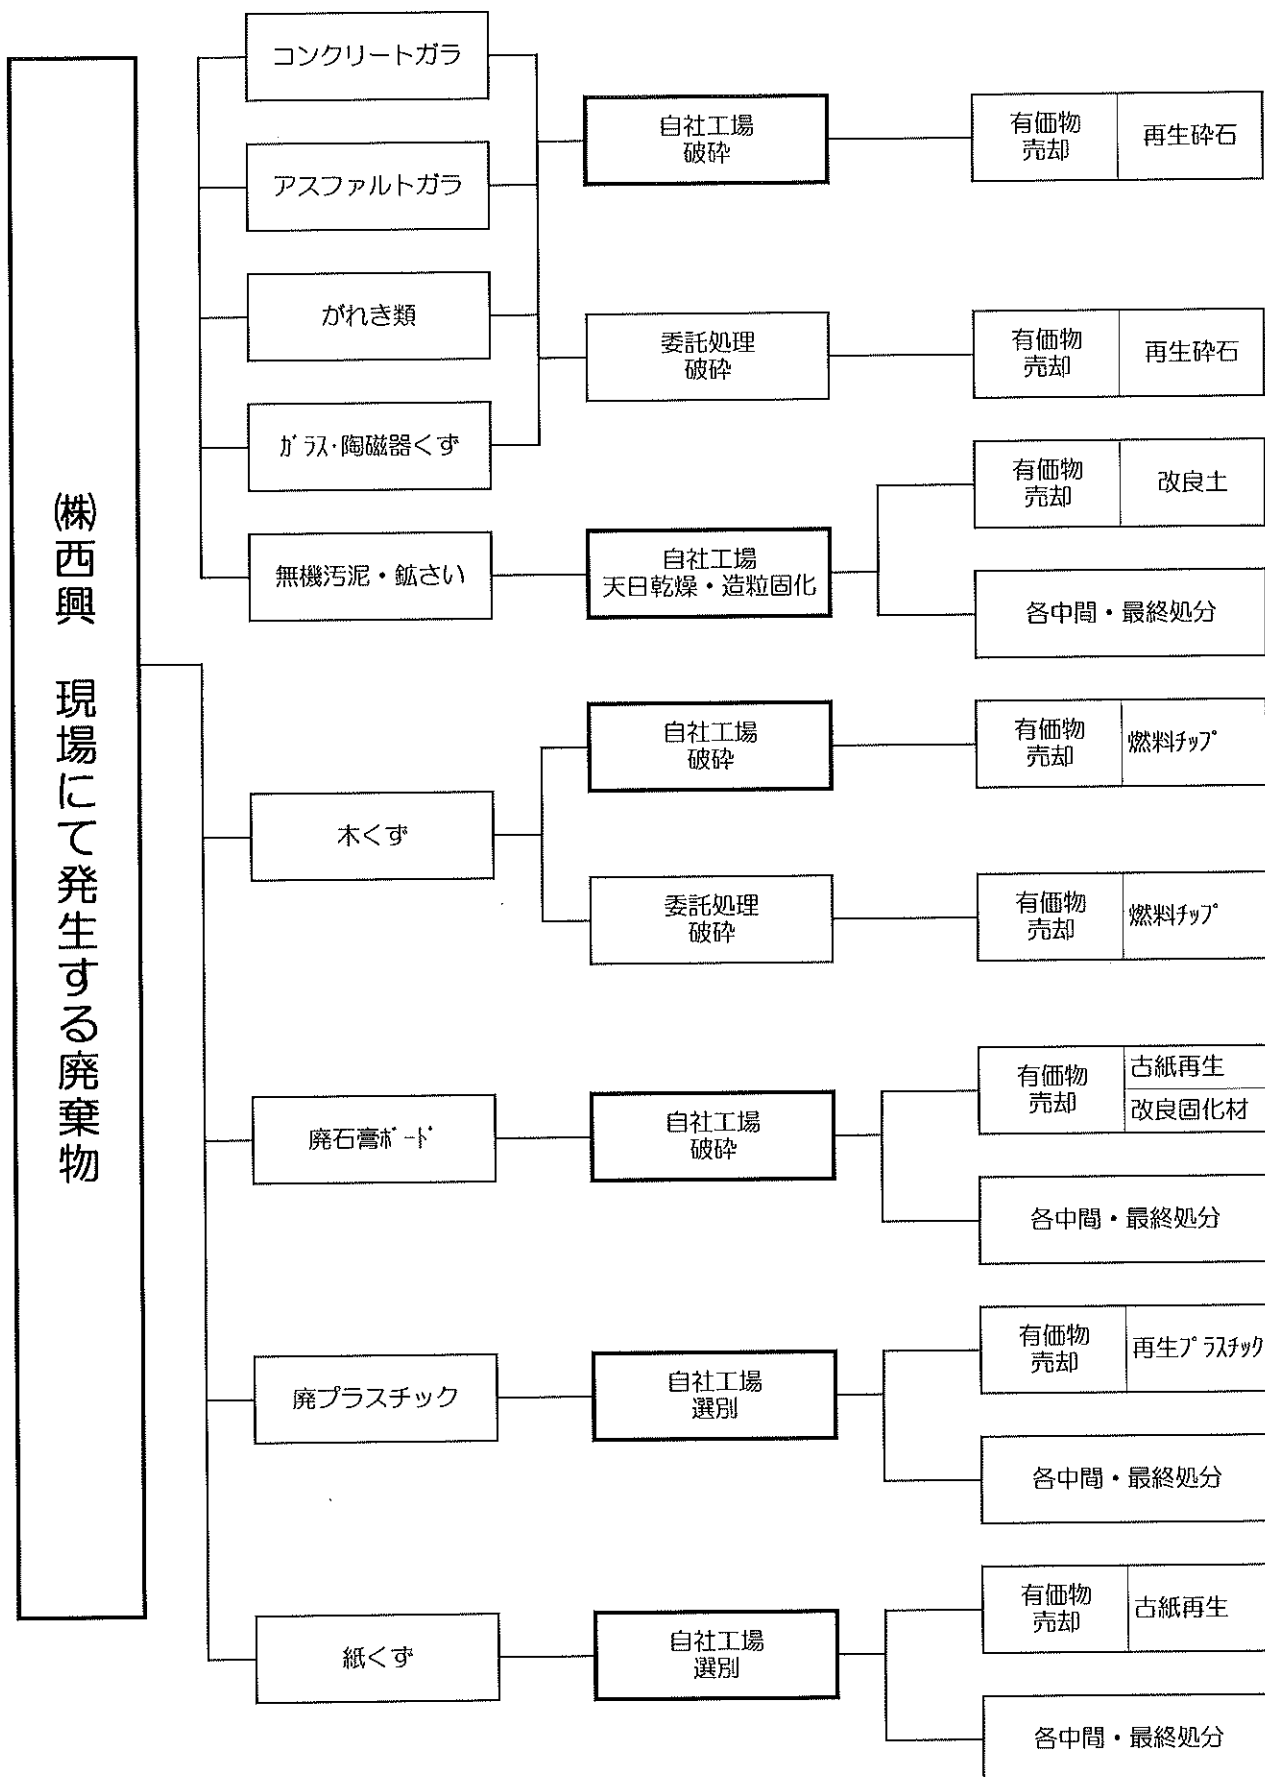 ㈱西興　現場にて発生する廃棄物
コンクリートガラ
アスファルトガラ
がれき類
ガラス・陶磁器くず
自社工場
破砕
有価物
売却
再生砕石
委託処理
破砕
有価物
売却
再生砕石
無機汚泥・鉱さい
自社工場
天日乾燥・造粒固化
有価物
売却
改良土
各中間・最終処分
木くず
自社工場
破砕
有価物
売却
燃料チップ
委託処理
破砕
有価物
売却
燃料チップ
廃石膏ボード
自社工場
破砕
有価物
売却
古紙再生
改良固化材
各中間・最終処分
廃プラスチック
自社工場
選別
有価物
売却
再生プラスチック
各中間・最終処分
紙くず
自社工場
選別
有価物
売却
古紙再生
各中間・最終処分